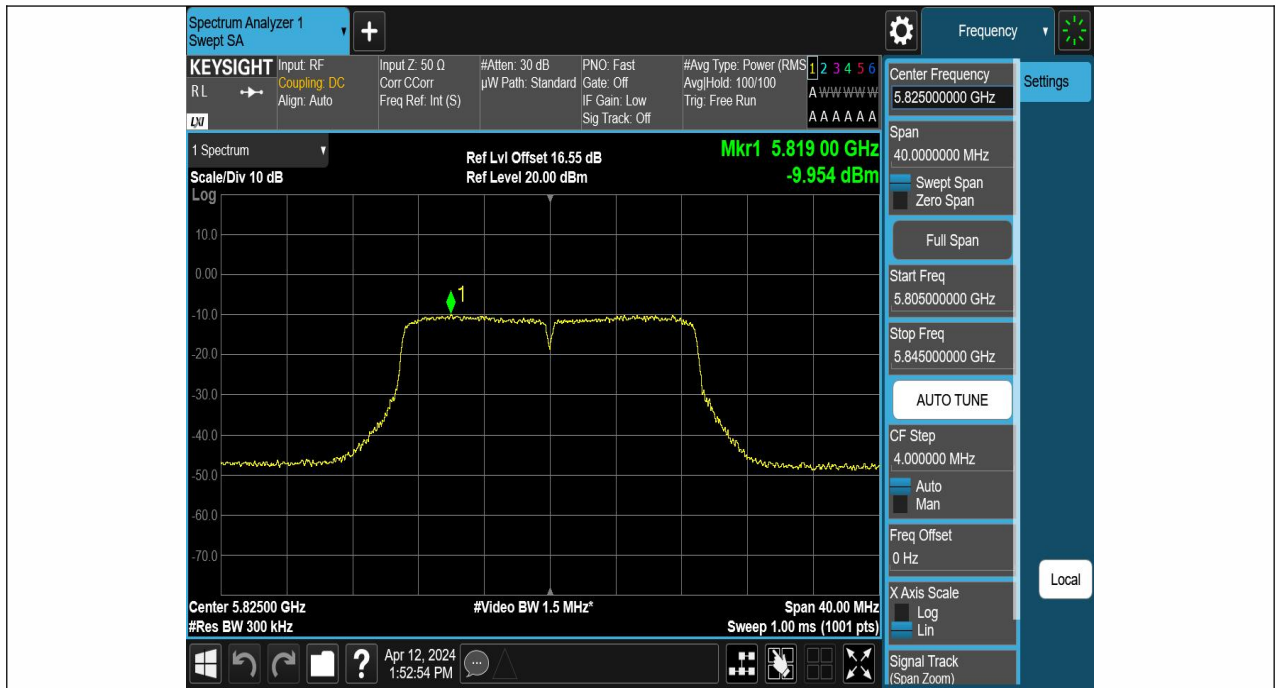 Spectrum Analyzer 1
Swept SA
+
Frequency
KEYSIGHT
RL
LXI
Input: RF
Coupling: DC
Align: Auto
Input Z: 50 Ω
Corr CCorr
Freq Ref: Int (S)
#Atten: 30 dB
µW Path: Standard
PNO: Fast
Gate: Off
IF Gain: Low
Sig Track: Off
#Avg Type: Power (RMS
Avg|Hold: 100/100
Trig: Free Run
1 2 3 4 5 6
A W W W W W
A A A A A A
1 Spectrum
Scale/Div 10 dB
Log
Ref Lvl Offset 16.55 dB
Ref Level 20.00 dBm
Mkr1 5.819 00 GHz
-9.954 dBm
10.0
0.00
-10.0
-20.0
-30.0
-40.0
-50.0
-60.0
-70.0
1
Center 5.82500 GHz
#Res BW 300 kHz
#Video BW 1.5 MHz*
Span 40.00 MHz
Sweep 1.00 ms (1001 pts)
Center Frequency
5.825000000 GHz
Settings
Span
40.0000000 MHz
Swept Span
Zero Span
Full Span
Start Freq
5.805000000 GHz
Stop Freq
5.845000000 GHz
AUTO TUNE
CF Step
4.000000 MHz
Auto
Man
Freq Offset
0 Hz
X Axis Scale
Log
Lin
Signal Track
(Span Zoom)
Local
?
Apr 12, 2024
1:52:54 PM